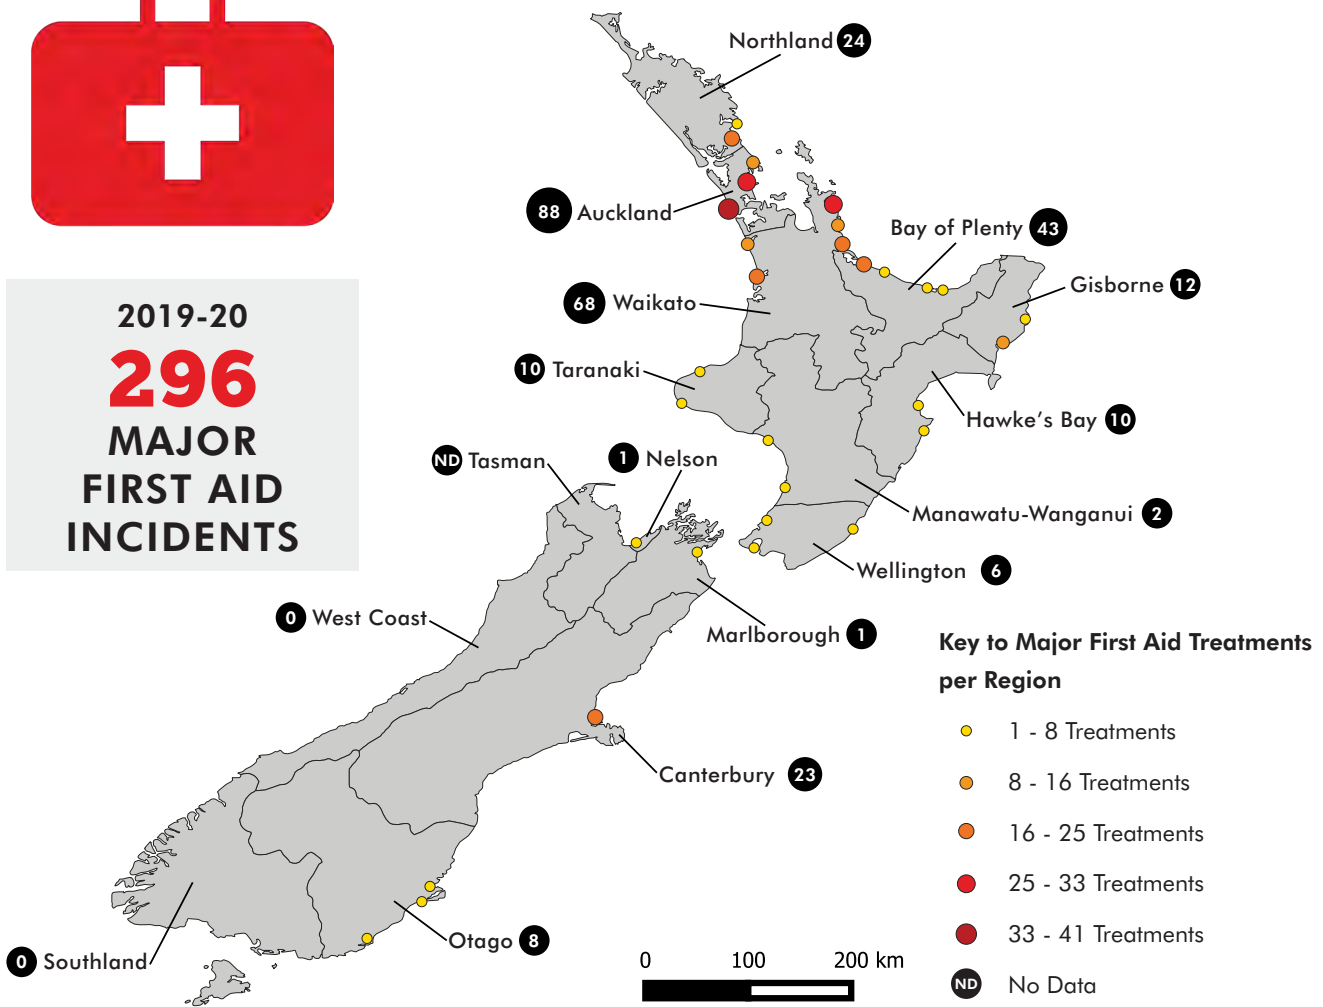 Northland 24
88 Auckland
Bay of Plenty 43
Gisborne 12
68 Waikato
2019-20
296
MAJOR
FIRST AID
INCIDENTS
10 Taranaki
Hawke's Bay 10
ND Tasman
1 Nelson
Manawatu-Wanganui 2
Wellington 6
0 West Coast
Marlborough 1
Canterbury 23
Otago 8
0 Southland
Key to Major First Aid Treatments
per Region
1 - 8 Treatments
8 - 16 Treatments
16 - 25 Treatments
25 - 33 Treatments
33 - 41 Treatments
ND No Data
0 100 200 km